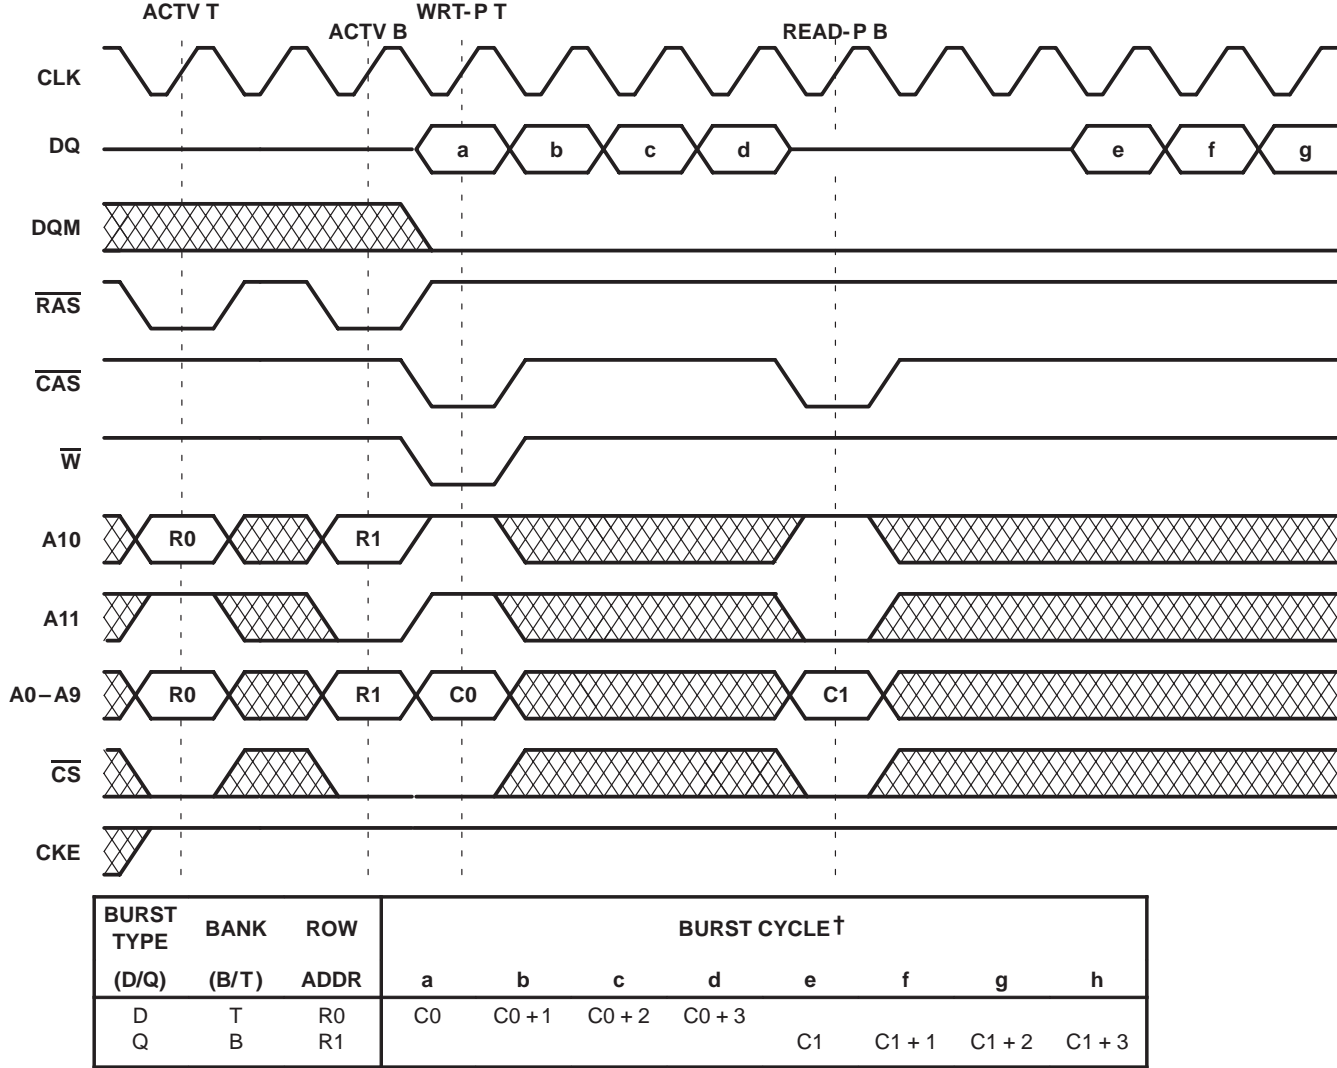 ACTV T
WRT-P T
ACTV B
READ-P B
CLK
DQ
a b c d e f g
DQM
RAS
CAS
W
A10
R0 R1
A11
A0–A9
R0 R1 C0 C1
CS
CKE
BURST TYPE (D/Q) BANK (B/T) ROW ADDR BURST CYCLE†
a b c d e f g h
D T R0 C0 C0 + 1 C0 + 2 C0 + 3
Q B R1 C1 C1 + 1 C1 + 2 C1 + 3